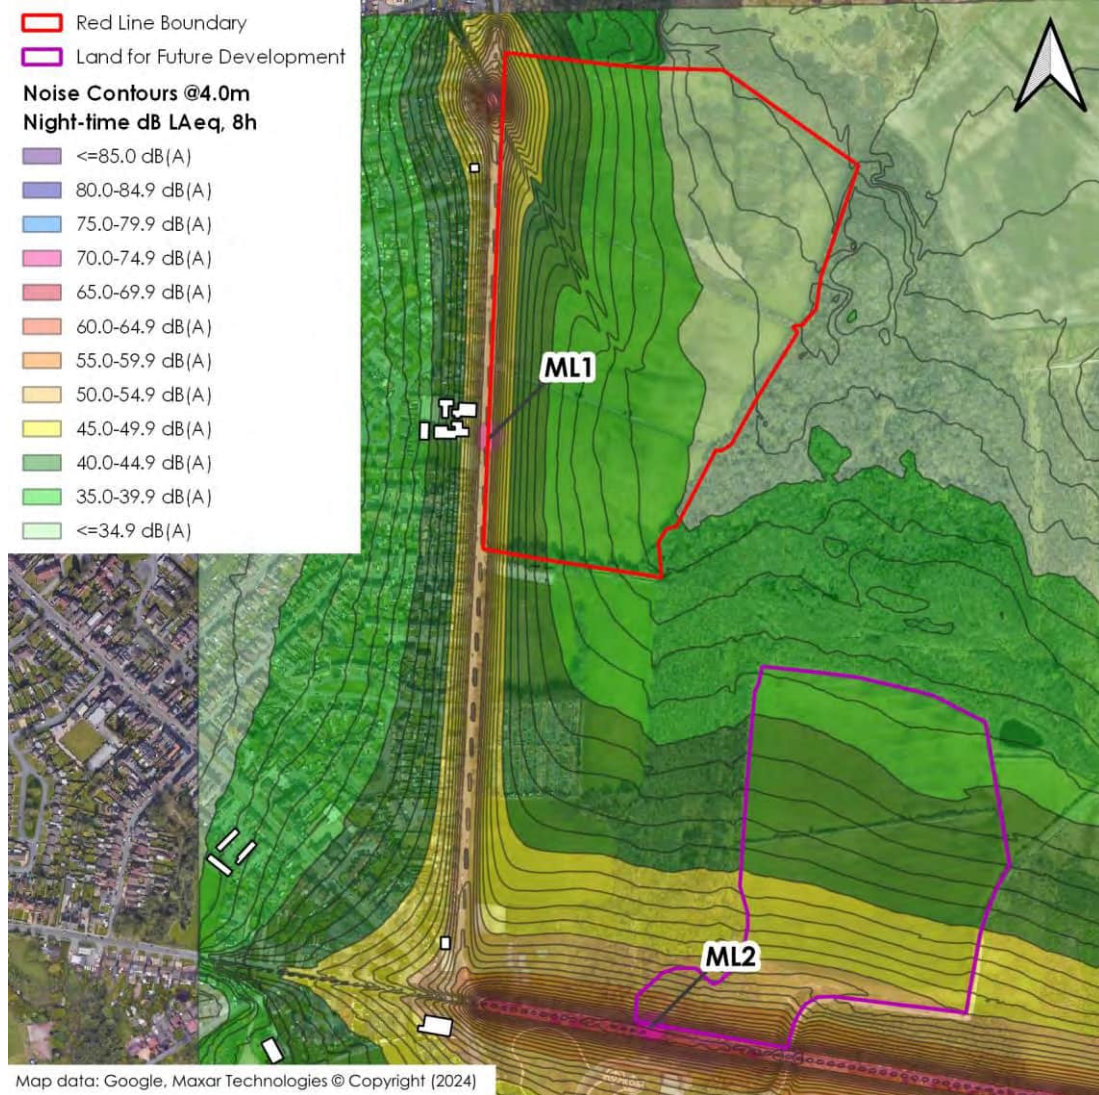 Red Line Boundary
Land for Future Development
Noise Contours @4.0m
Night-time dB LAeq, 8h
<=85.0 dB(A)
80.0-84.9 dB(A)
75.0-79.9 dB(A)
70.0-74.9 dB(A)
65.0-69.9 dB(A)
60.0-64.9 dB(A)
55.0-59.9 dB(A)
50.0-54.9 dB(A)
45.0-49.9 dB(A)
40.0-44.9 dB(A)
35.0-39.9 dB(A)
<=34.9 dB(A)
ML1
ML2
Map data: Google, Maxar Technologies © Copyright (2024)